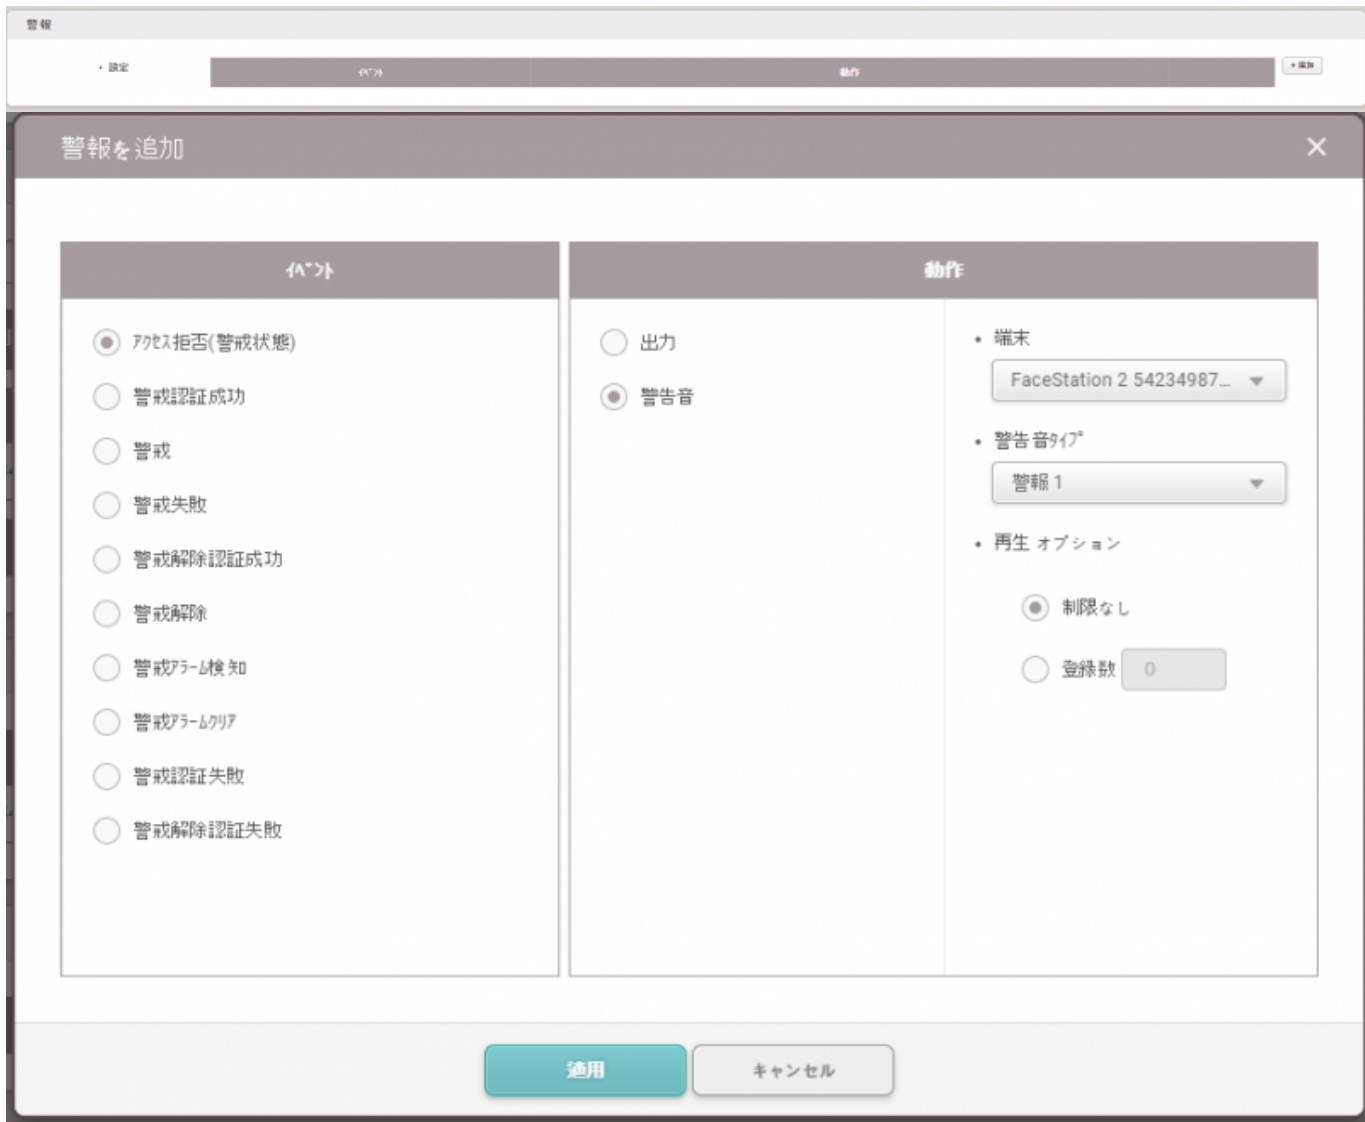 警報
• 設定
ｲﾍﾞﾝﾄ
動作
+ 追加
警報を追加
ｲﾍﾞﾝﾄ
動作
ｱｸｾｽ拒否(警戒状態)
警戒認証成功
警戒
警戒失敗
警戒解除認証成功
警戒解除
警戒ｱﾗｰﾑ検知
警戒ｱﾗｰﾑｸﾘｱ
警戒認証失敗
警戒解除認証失敗
出力
警告音
• 端末
FaceStation 2 54234987...
• 警告音ﾀｲﾌﾟ
警報 1
• 再生 オプション
制限なし
登録数 0
適用
キャンセル